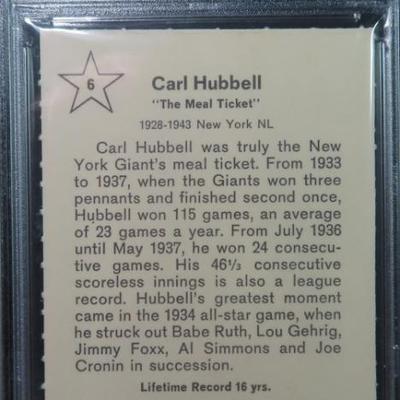 6
Carl Hubbell
"The Meal Ticket"
1928-1943 New York NL
Carl Hubbell was truly the New
York Giant's meal ticket. From 1933
to 1937, when the Giants won three
pennants and finished second once,
Hubbell won 115 games, an average
of 23 games a year. From July 1936
until May 1937, he won 24 consecu-
tive games. His 46⅓ consecutive
scoreless innings is also a league
record. Hubbell's greatest moment
came in the 1934 all-star game, when
he struck out Babe Ruth, Lou Gehrig,
Jimmy Foxx, Al Simmons and Joe
Cronin in succession.
Lifetime Record 16 yrs.